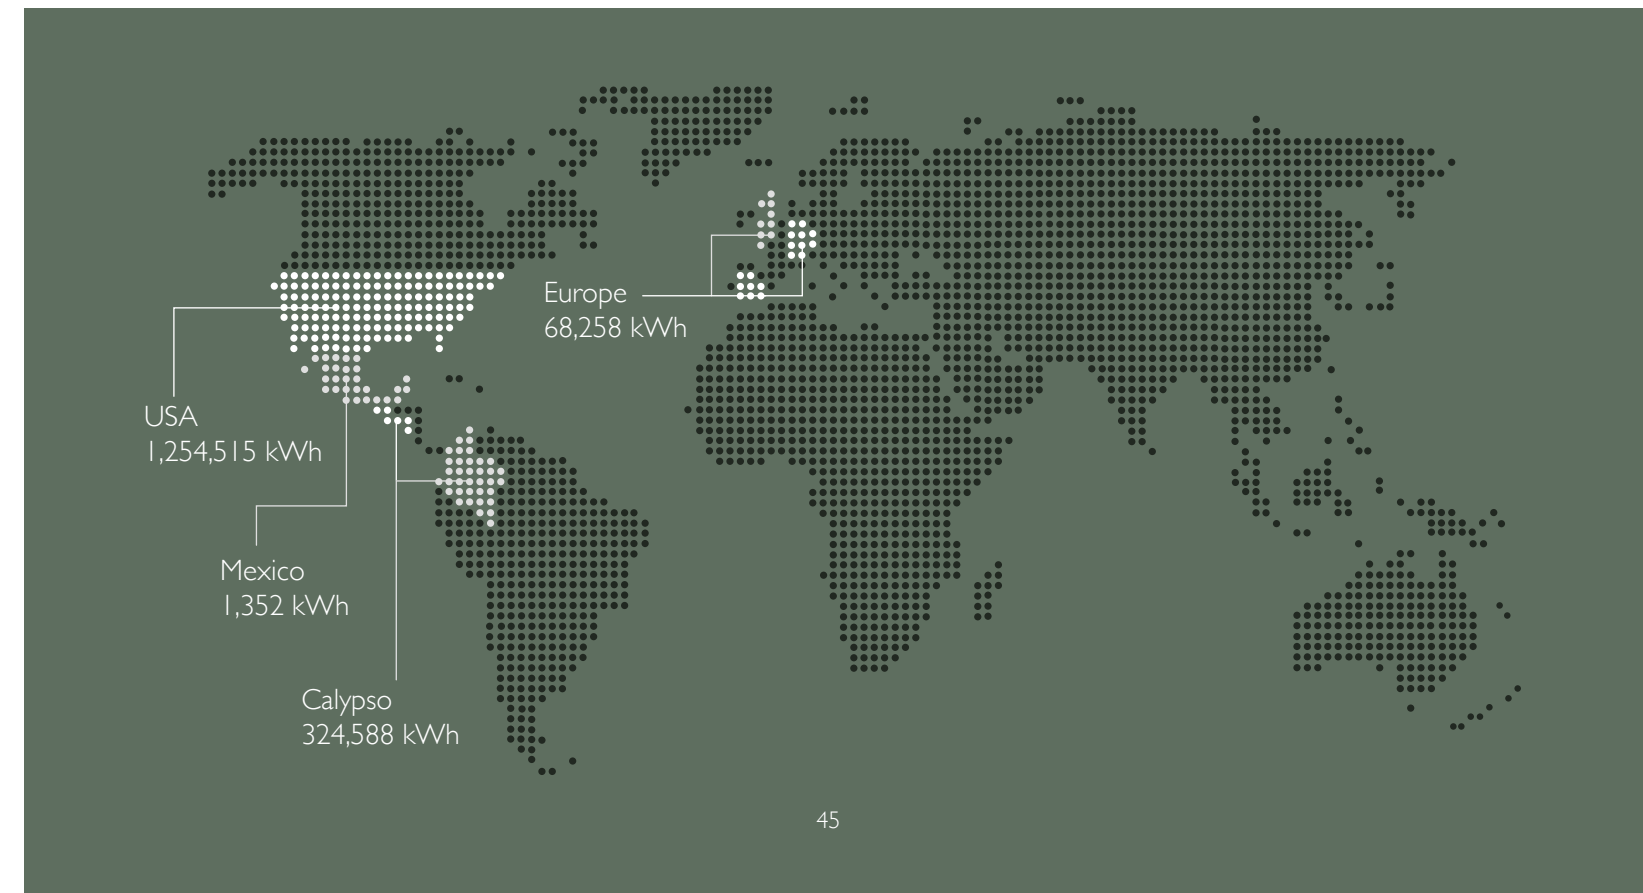 Europe
68,258 kWh
USA
1,254,515 kWh
Mexico
1,352 kWh
Calypso
324,588 kWh
45